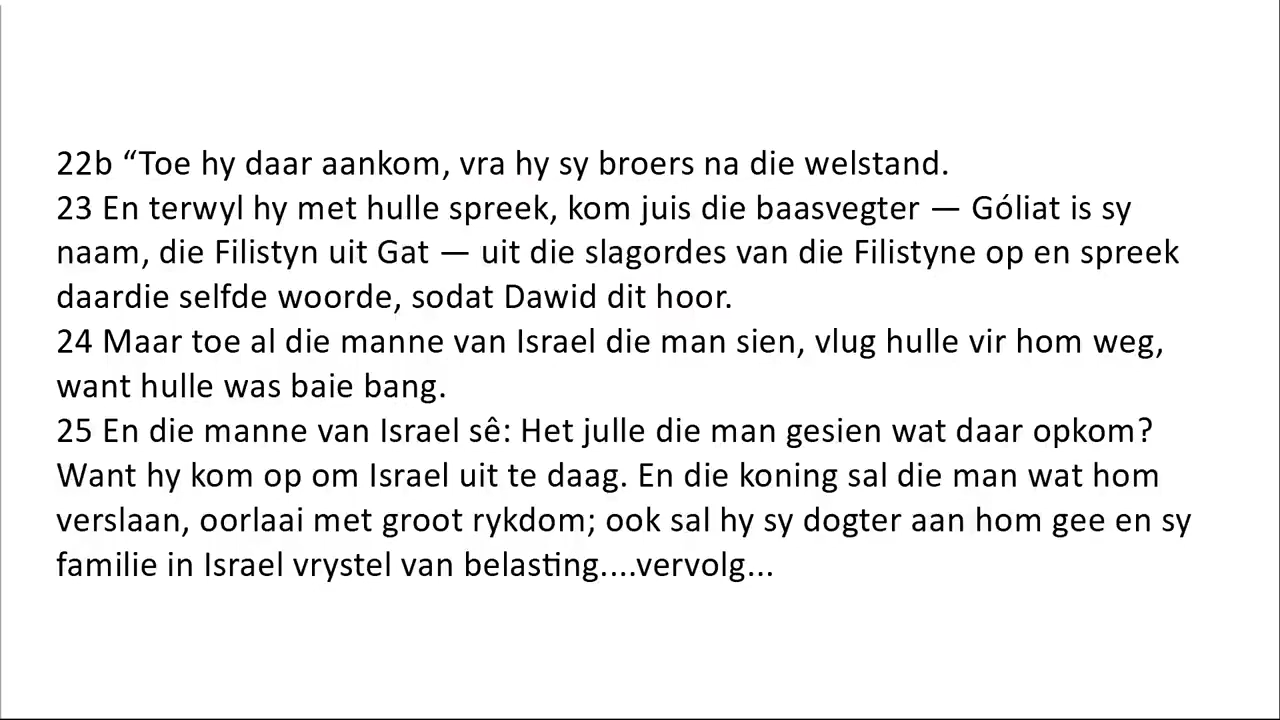 22b “Toe hy daar aankom, vra hy sy broers na die welstand.
23 En terwyl hy met hulle spreek, kom juis die baasvegter — Góliat is sy
naam, die Filistyn uit Gat — uit die slagordes van die Filistyne op en spreek
daardie selfde woorde, sodat Dawid dit hoor.
24 Maar toe al die manne van Israel die man sien, vlug hulle vir hom weg,
want hulle was baie bang.
25 En die manne van Israel sê: Het julle die man gesien wat daar opkom?
Want hy kom op om Israel uit te daag. En die koning sal die man wat hom
verslaan, oorlaai met groot rykdom; ook sal hy sy dogter aan hom gee en sy
familie in Israel vrystel van belasting....vervolg...